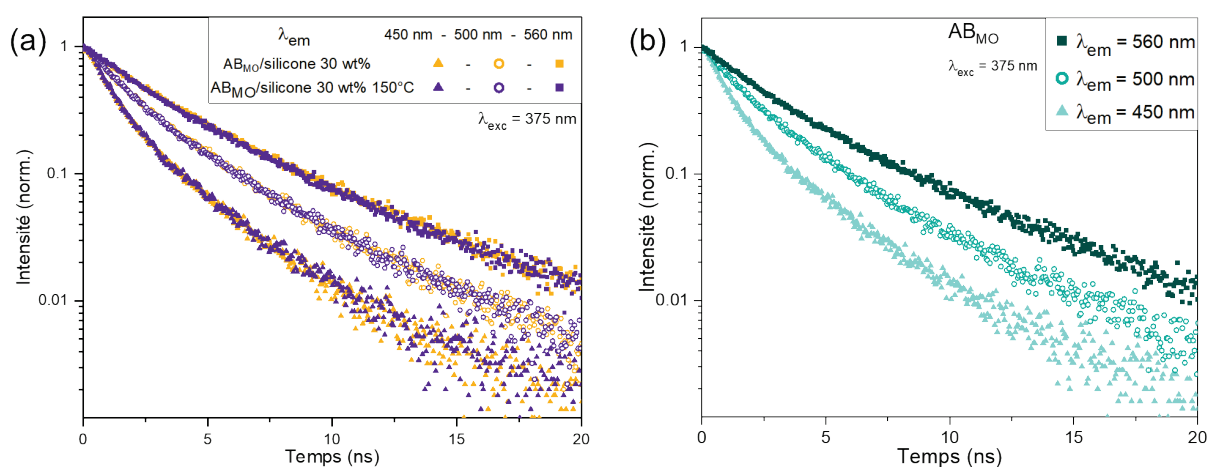 (a)
λem 450 nm - 500 nm - 560 nm
ABMO/silicone 30 wt% - -
ABMO/silicone 30 wt% 150°C - -
λexc = 375 nm
Intensité (norm.)
1
0.1
0.01
0 5 10 15 20
Temps (ns)
(b)
ABMO
λexc = 375 nm
λem = 560 nm
λem = 500 nm
λem = 450 nm
Intensité (norm.)
1
0.1
0.01
0 5 10 15 20
Temps (ns)